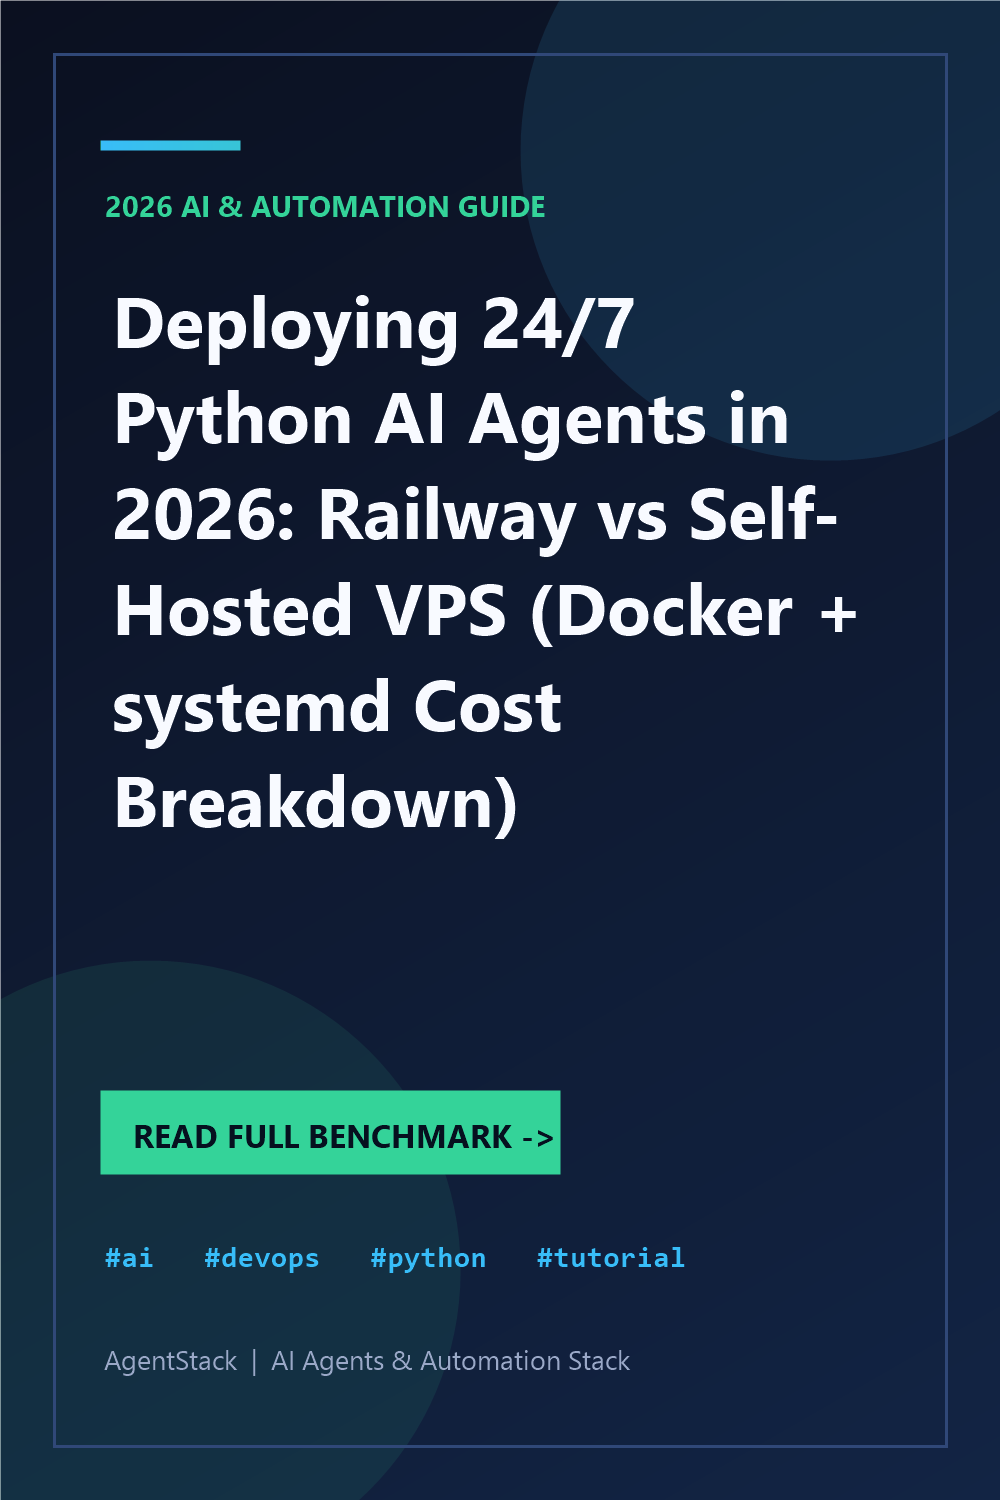 2026 AI & AUTOMATION GUIDE
Deploying 24/7
Python AI Agents in
2026: Railway vs Self-
Hosted VPS (Docker +
systemd Cost
Breakdown)
READ FULL BENCHMARK ->
#ai #devops #python #tutorial
AgentStack | AI Agents & Automation Stack